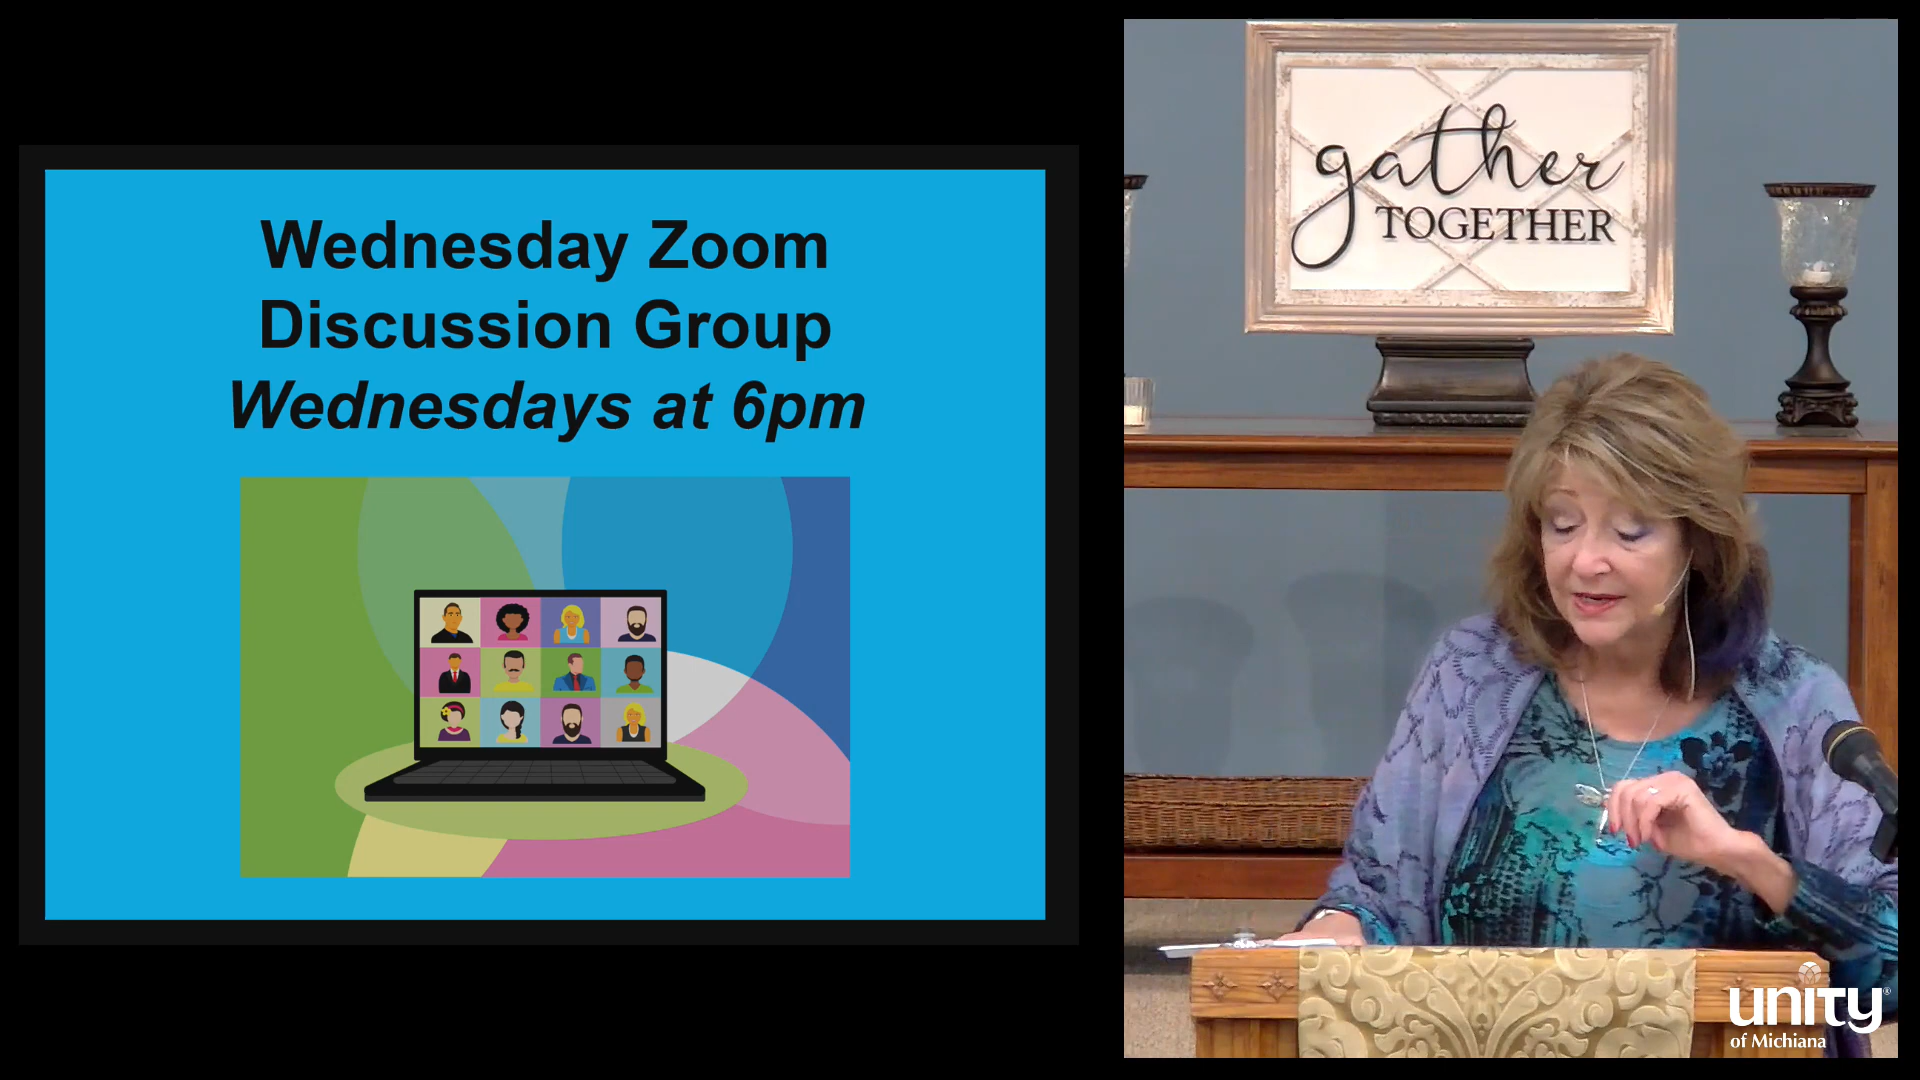 Wednesday Zoom
Discussion Group
Wednesdays at 6pm
gather
TOGETHER
unity®
of Michiana